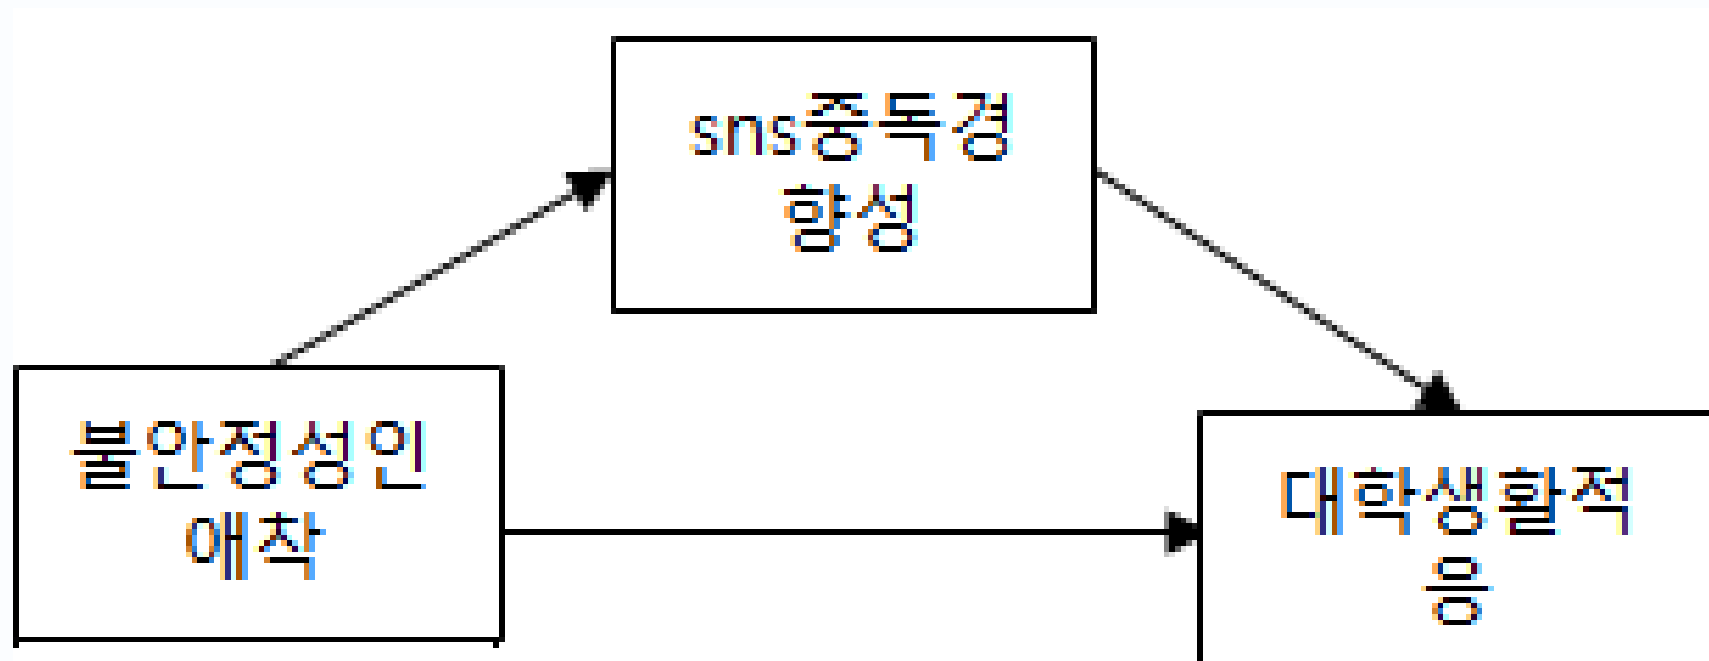 sns중독경
향성
불안정성인
애착
대학생활적
응